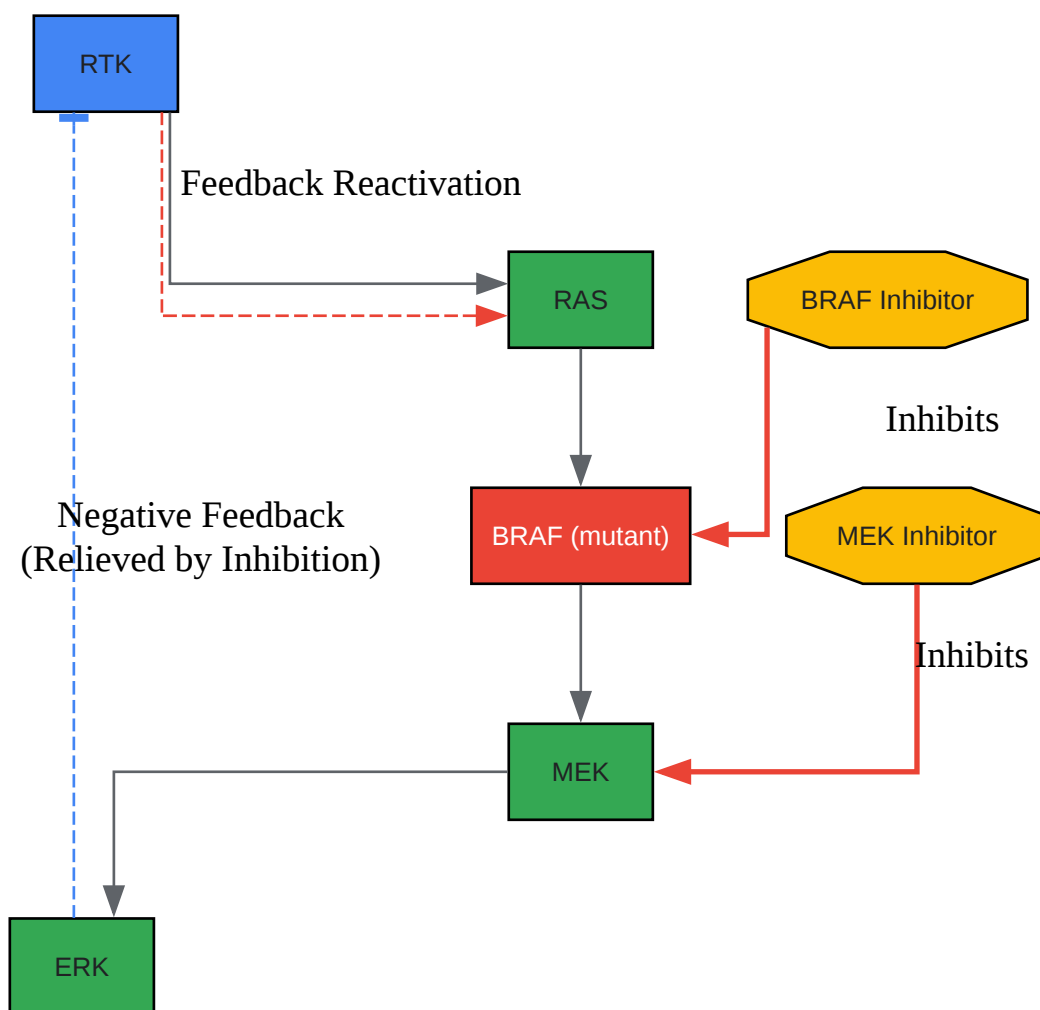 RTK
Feedback Reactivation
RAS
BRAF Inhibitor
Inhibits
Negative Feedback
(Relieved by Inhibition)
BRAF (mutant)
MEK Inhibitor
Inhibits
MEK
ERK